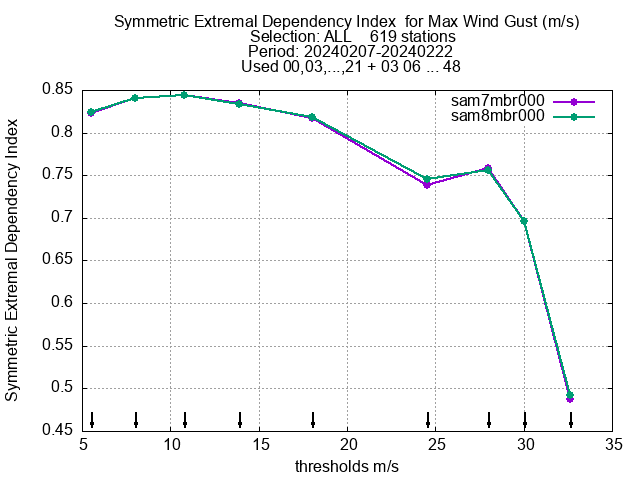 Symmetric Extremal Dependency Index  for Max Wind Gust (m/s)
Selection: ALL    619 stations
Period: 20240207-20240222
Used 00,03,...,21 + 03 06 ... 48
sam7mbr000
sam8mbr000
Symmetric Extremal Dependency Index
0.85
0.8
0.75
0.7
0.65
0.6
0.55
0.5
0.45
5 10 15 20 25 30 35
thresholds m/s